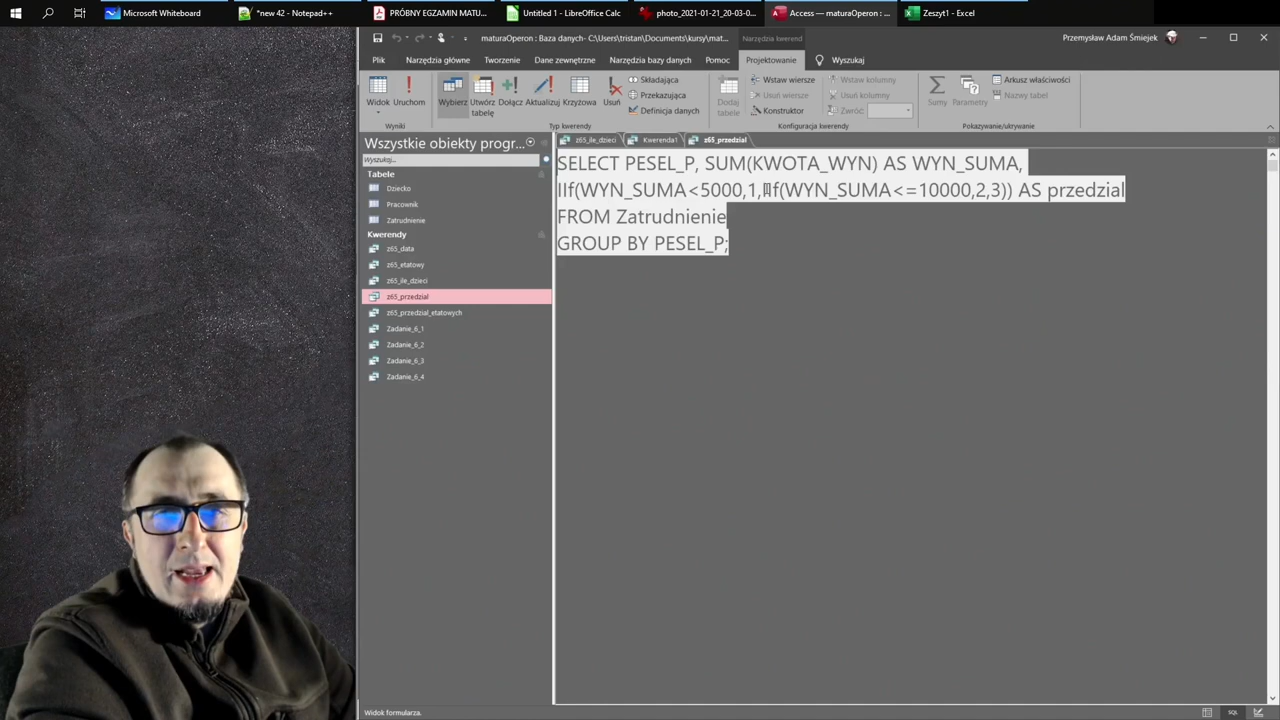 Microsoft Whiteboard
*new 42 - Notepad++
PRÓBNY EGZAMIN MATU...
Untitled 1 - LibreOffice Calc
photo_2021-01-21_20-03-0...
Access — maturaOperon : ...
Zeszyt1 - Excel
maturaOperon : Baza danych- C:\Users\tristan\Documents\kursy\mat...
Narzędzia kwerend
Przemysław Adam Śmiejek
Plik
Narzędzia główne
Tworzenie
Dane zewnętrzne
Narzędzia bazy danych
Pomoc
Projektowanie
Wyszukaj
Widok
Uruchom
Wybierz
Utwórz tabelę
Dołącz
Aktualizuj
Krzyżowa
Usuń
Składająca
Przekazująca
Definicja danych
Dodaj tabele
Wstaw wiersze
Usuń wiersze
Konstruktor
Wstaw kolumny
Usuń kolumny
Zwróć:
Sumy
Parametry
Arkusz właściwości
Nazwy tabel
Wyniki
Typ kwerendy
Konfiguracja kwerendy
Pokazywanie/ukrywanie
Wszystkie obiekty progr...
Wyszukaj...
Tabele
Dziecko
Pracownik
Zatrudnienie
Kwerendy
z65_data
z65_etatowy
z65_ile_dzieci
z65_przedzial
z65_przedzial_etatowych
Zadanie_6_1
Zadanie_6_2
Zadanie_6_3
Zadanie_6_4
z65_ile_dzieci
Kwerenda1
z65_przedzial
SELECT PESEL_P, SUM(KWOTA_WYN) AS WYN_SUMA,
IIf(WYN_SUMA<5000,1,IIf(WYN_SUMA<=10000,2,3)) AS przedzial
FROM Zatrudnienie
GROUP BY PESEL_P;
Widok formularza.
SQL